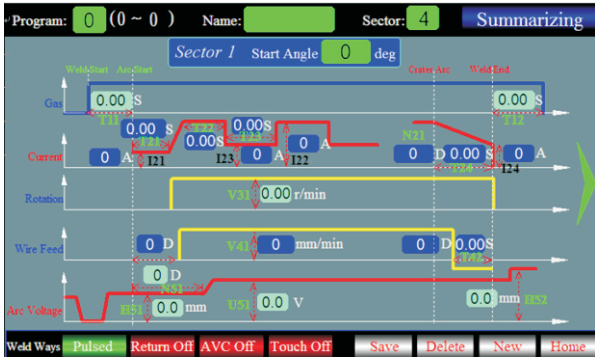 Program: 0 (0 ~ 0 ) Name: Sector: 4 Summarizing
Sector 1 Start Angle 0 deg
Weld-Start Arc-Start Crater-Arc Weld-End
Gas 0.00 S 0.00 S
T11 T12
0.00 S T22 0.00 S N21
T21 0.00 S T23 0 A
Current 0 A I21 I23 0 A I22 0 D 0.00 S 0 A
T24 I24
Rotation V31 0.00 r/min
Wire Feed 0 D V41 0 mm/min 0 D 0.00 S
T42
0 D
N51
Arc Voltage H51 0.0 mm U51 0.0 V 0.0 mm H52
Weld Ways Pulsed Return Off AVC Off Touch Off Save Delete New Home